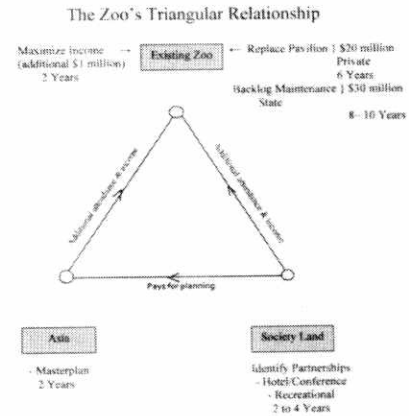 The Zoo's Triangular Relationship
Maximize Income
(additional $1 million)
2 Years
Existing Zoo
Replace Pavilion } $20 million
Private
6 Years
Backlog Maintenance } $30 million
State
8– 10 Years
Additional attendance & income
Additional attendance & income
Pays for planning
Asia
- Masterplan
2 Years
Society Land
Identify Partnerships
- Hotel/Conference
- Recreational
2 to 4 Years